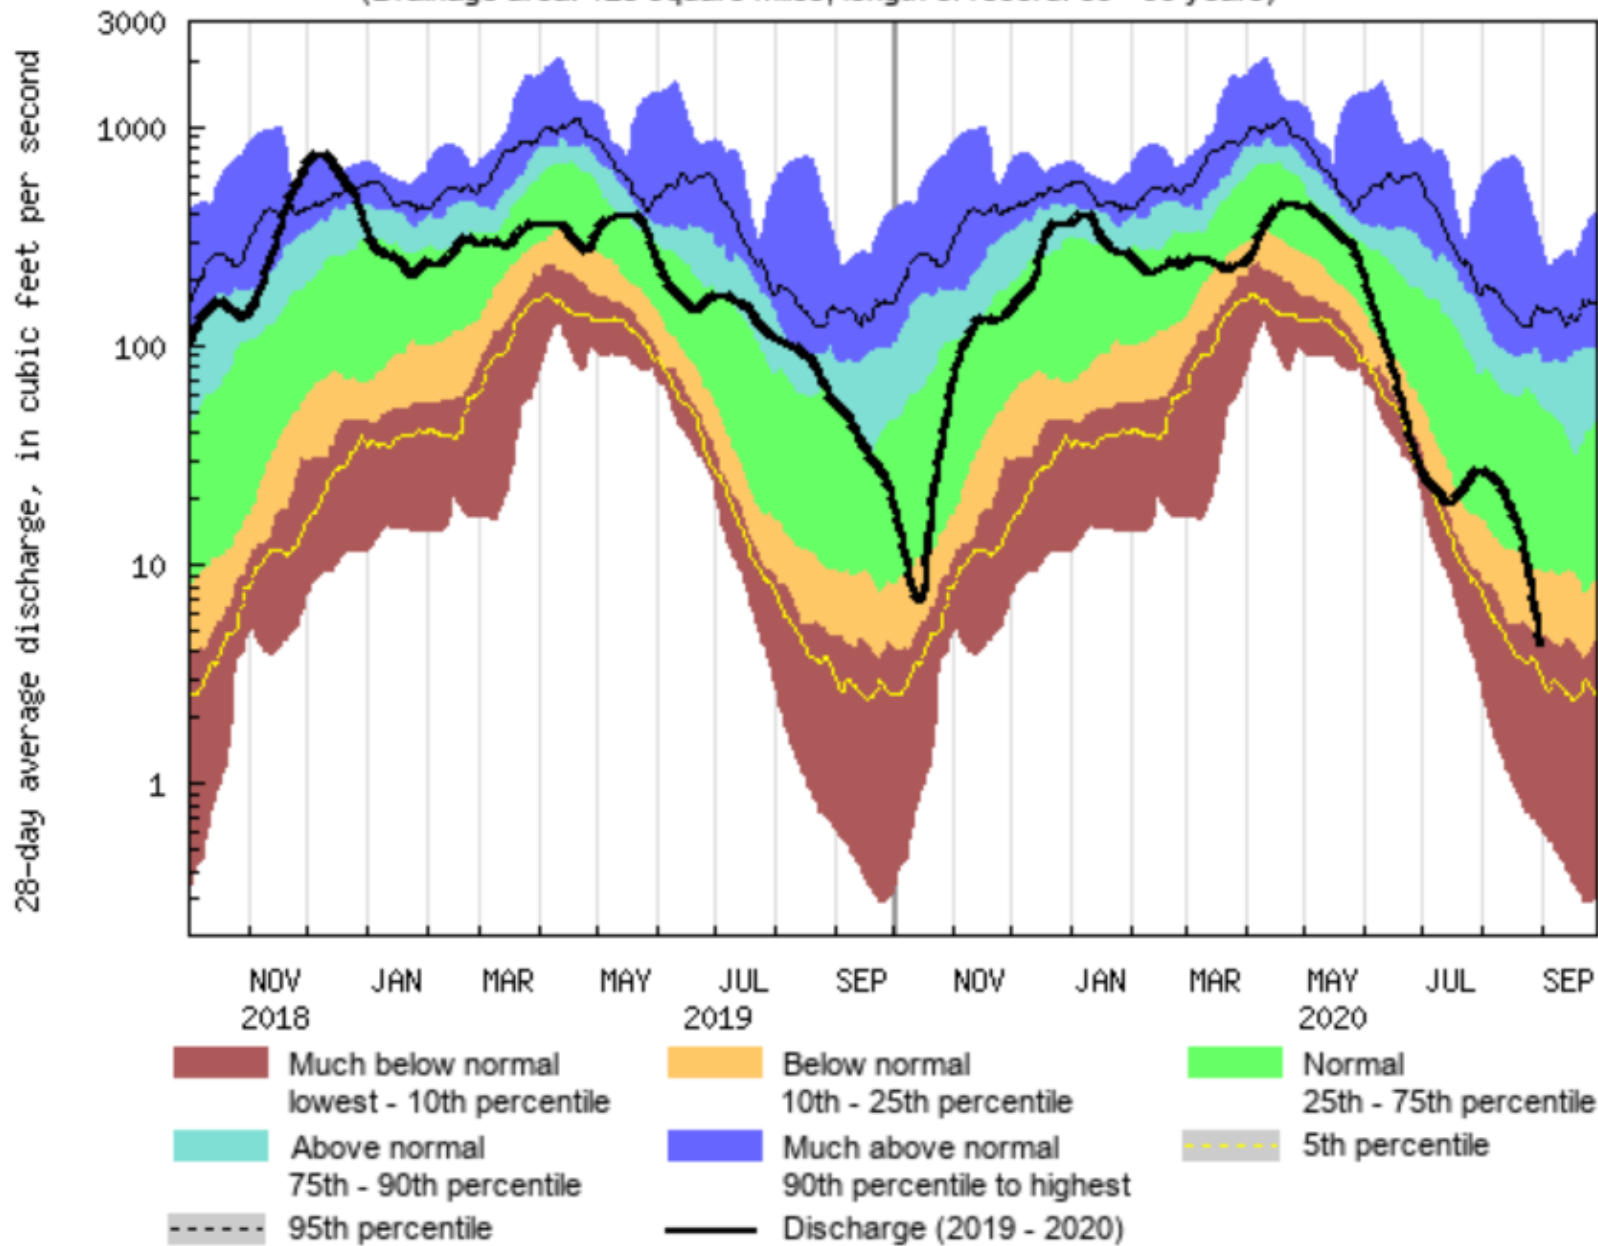 3000
1000
100
10
1
28-day average discharge, in cubic feet per second
NOV JAN MAR MAY JUL SEP NOV JAN MAR MAY JUL SEP
2018 2019 2020
Much below normal
lowest - 10th percentile
Below normal
10th - 25th percentile
Normal
25th - 75th percentile
Above normal
75th - 90th percentile
Much above normal
90th percentile to highest
5th percentile
95th percentile
Discharge (2019 - 2020)